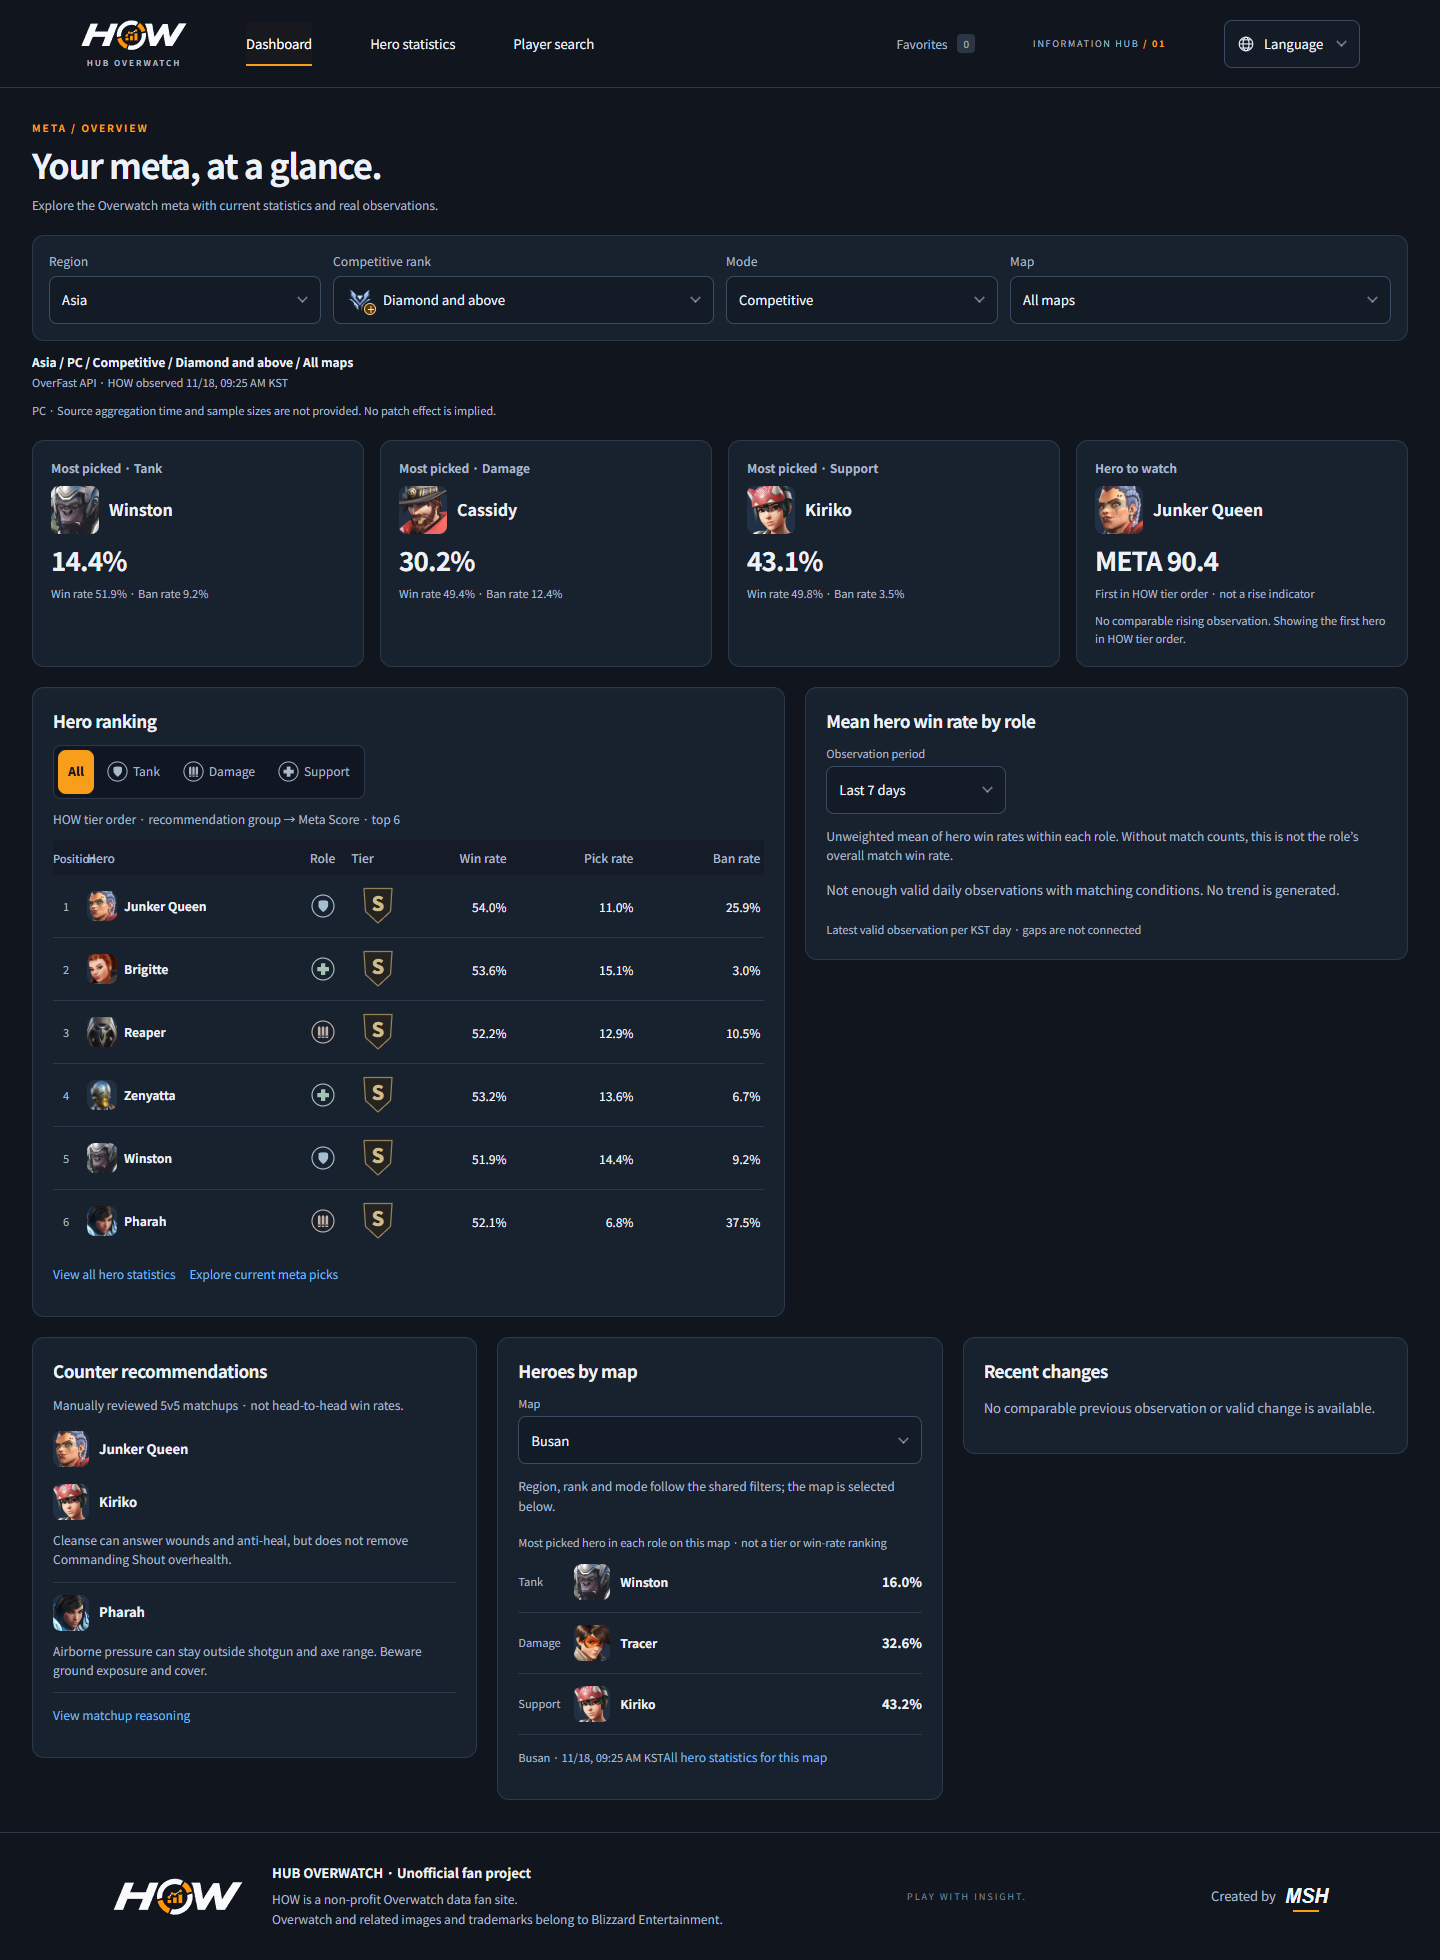 HOW
HUB OVERWATCH
Dashboard
Hero statistics
Player search
Favorites 0
INFORMATION HUB / 01
Language
META / OVERVIEW
Your meta, at a glance.
Explore the Overwatch meta with current statistics and real observations.
Region
Asia
Competitive rank
Diamond and above
Mode
Competitive
Map
All maps
Asia / PC / Competitive / Diamond and above / All maps
OverFast API · HOW observed 11/18, 09:25 AM KST
PC · Source aggregation time and sample sizes are not provided. No patch effect is implied.
Most picked · Tank
Winston
14.4%
Win rate 51.9% · Ban rate 9.2%
Most picked · Damage
Cassidy
30.2%
Win rate 49.4% · Ban rate 12.4%
Most picked · Support
Kiriko
43.1%
Win rate 49.8% · Ban rate 3.5%
Hero to watch
Junker Queen
META 90.4
First in HOW tier order · not a rise indicator
No comparable rising observation. Showing the first hero
in HOW tier order.
Hero ranking
All Tank Damage Support
HOW tier order · recommendation group → Meta Score · top 6
Position Hero Role Tier Win rate Pick rate Ban rate
1 Junker Queen S 54.0% 11.0% 25.9%
2 Brigitte S 53.6% 15.1% 3.0%
3 Reaper S 52.2% 12.9% 10.5%
4 Zenyatta S 53.2% 13.6% 6.7%
5 Winston S 51.9% 14.4% 9.2%
6 Pharah S 52.1% 6.8% 37.5%
View all hero statistics Explore current meta picks
Mean hero win rate by role
Observation period
Last 7 days
Unweighted mean of hero win rates within each role. Without match counts, this is not the role's
overall match win rate.
Not enough valid daily observations with matching conditions. No trend is generated.
Latest valid observation per KST day · gaps are not connected
Counter recommendations
Manually reviewed 5v5 matchups · not head-to-head win rates.
Junker Queen
Kiriko
Cleanse can answer wounds and anti-heal, but does not remove
Commanding Shout overhealth.
Pharah
Airborne pressure can stay outside shotgun and axe range. Beware
ground exposure and cover.
View matchup reasoning
Heroes by map
Map
Busan
Region, rank and mode follow the shared filters; the map is selected
below.
Most picked hero in each role on this map · not a tier or win-rate ranking
Tank Winston 16.0%
Damage Tracer 32.6%
Support Kiriko 43.2%
Busan · 11/18, 09:25 AM KSTAll hero statistics for this map
Recent changes
No comparable previous observation or valid change is available.
HOW
HUB OVERWATCH · Unofficial fan project
HOW is a non-profit Overwatch data fan site.
Overwatch and related images and trademarks belong to Blizzard Entertainment.
PLAY WITH INSIGHT.
Created by MSH